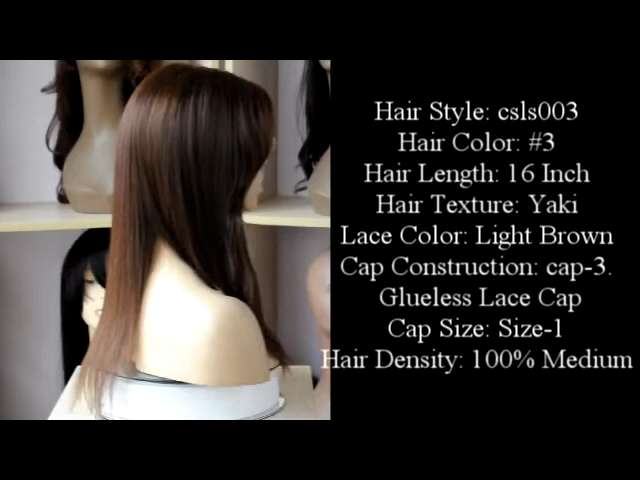 Hair Style: csls003
Hair Color: #3
Hair Length: 16 Inch
Hair Texture: Yaki
Lace Color: Light Brown
Cap Construction: cap-3.
Glueless Lace Cap
Cap Size: Size-1
Hair Density: 100% Medium